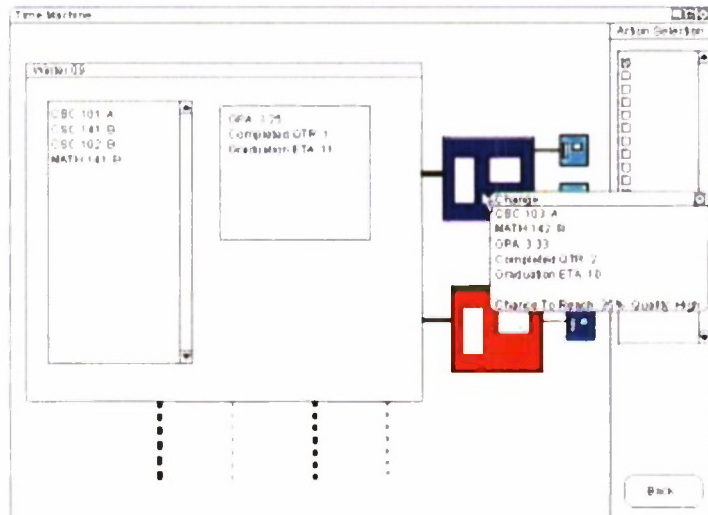 Time Machine
Action Selection
Winter 09
CSC 101 A
CSC 141 B
CSC 102 B
MATH 141 B
GPA 3.25
Completed QTR: 1
Graduation ETA: 11
Change
CSC 103 A
MATH 142 B
GPA 3.33
Completed QTR: 2
Graduation ETA: 10
Chance To Reach: 35% Quality: High
Back